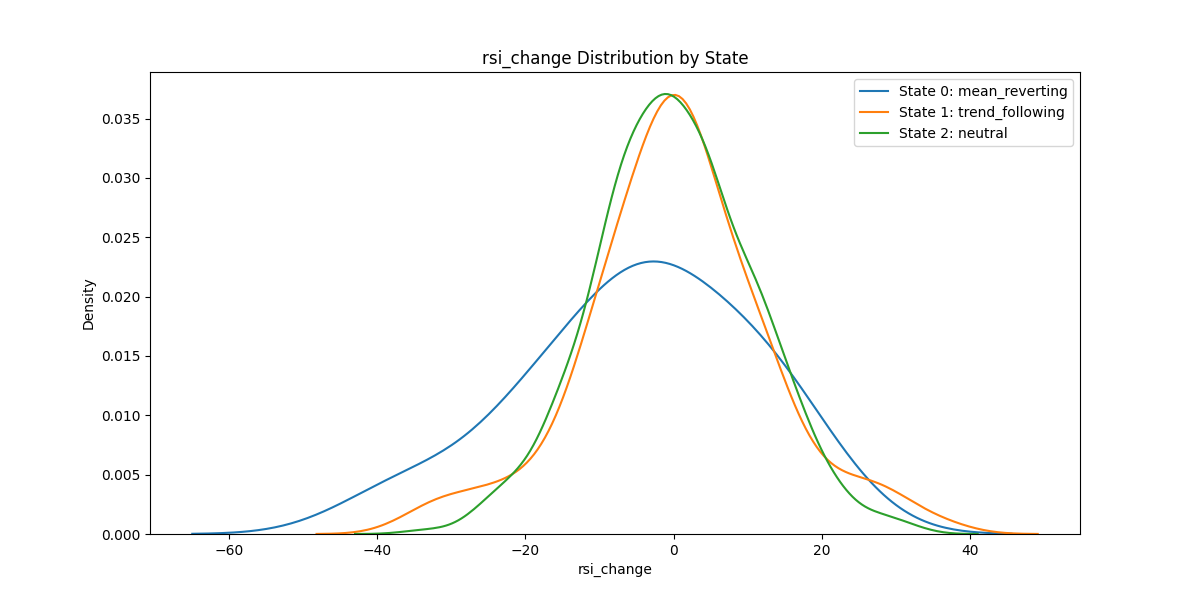 rsi_change Distribution by State
State 0: mean_reverting
State 1: trend_following
State 2: neutral
Density
0.035
0.030
0.025
0.020
0.015
0.010
0.005
0.000
−60
−40
−20
0
20
40
rsi_change